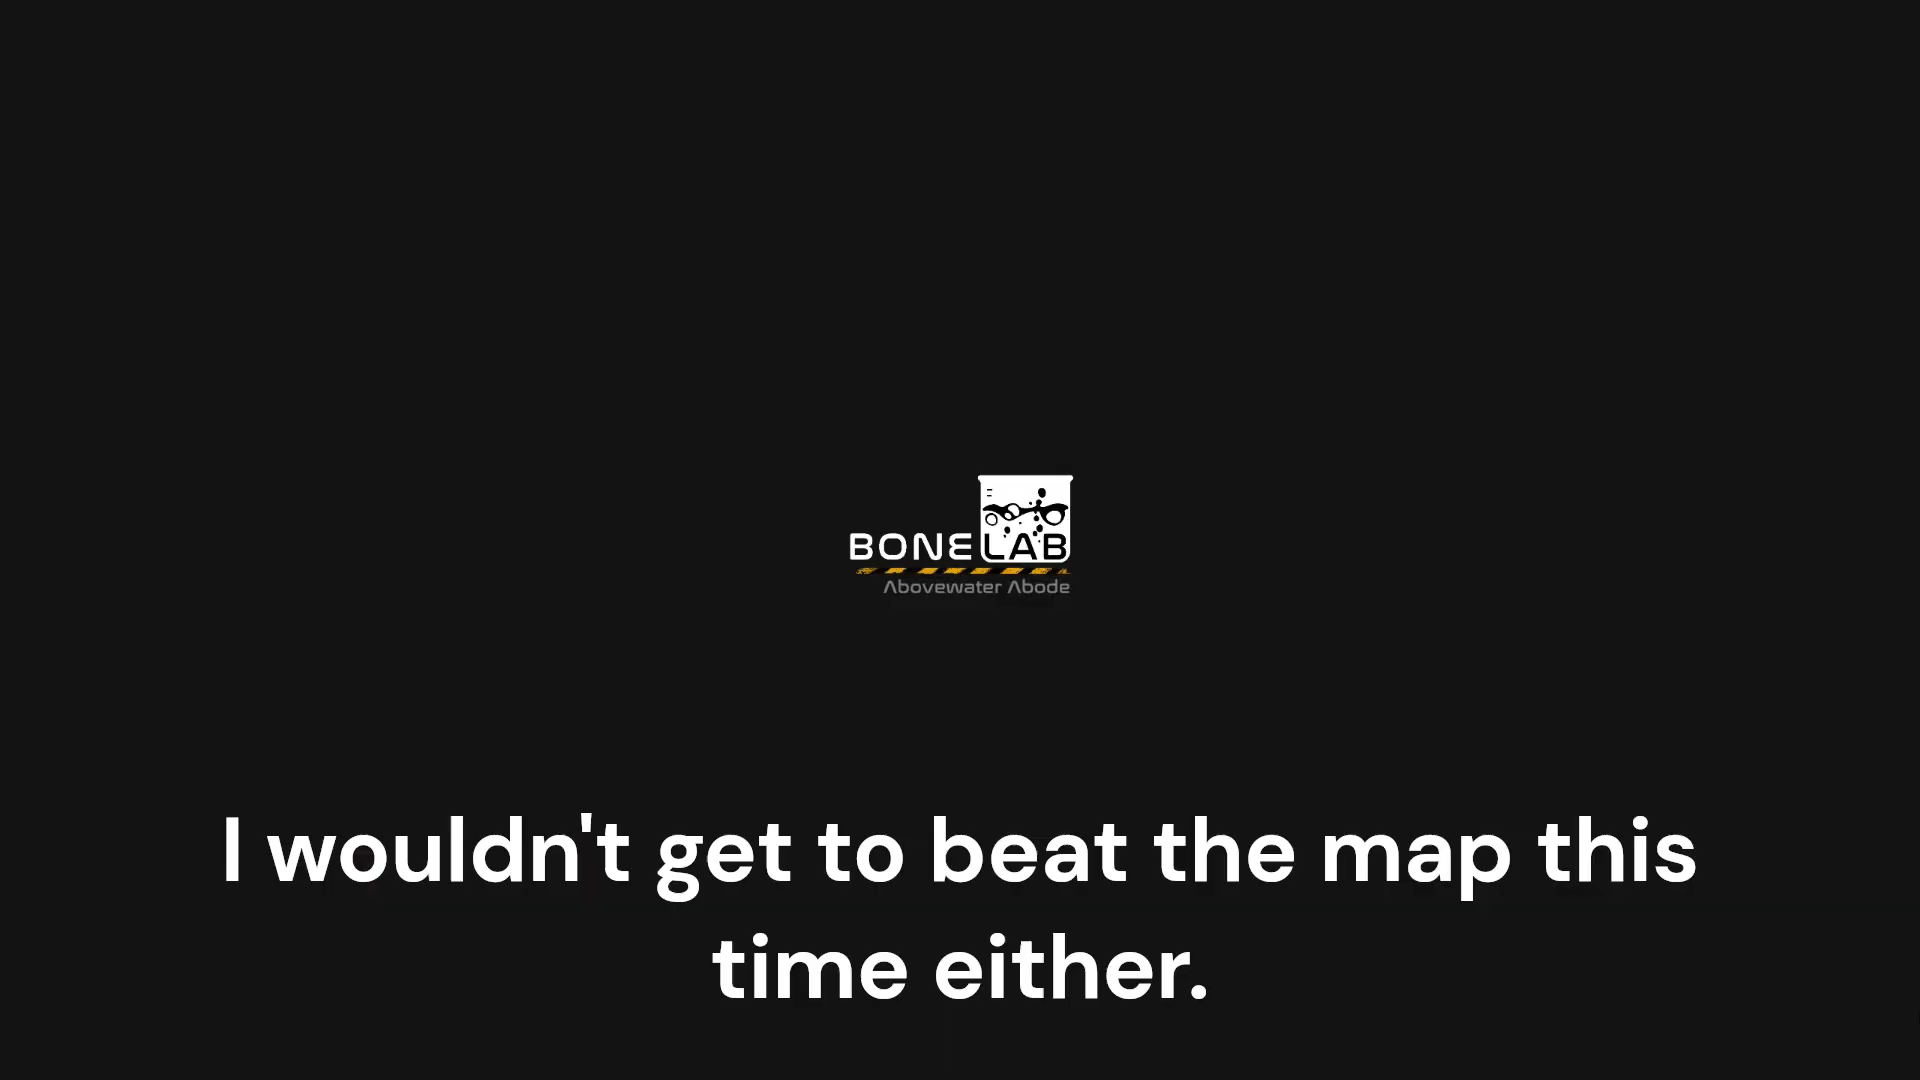 BONELAB
Abovewater Abode
I wouldn't get to beat the map this
time either.